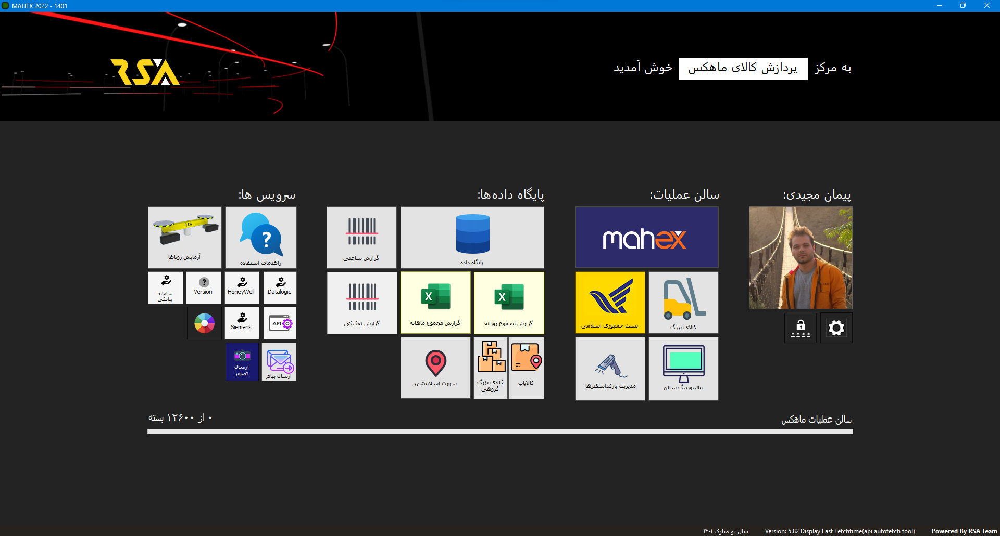 MAHEX 2022 - 1401
RSA
به مرکز پردازش کالای ماهکس خوش آمدید
پیمان مجیدی:
سالن عملیات:
mahex
کالای بزرگ
پست جمهوری اسلامی
مانیتورینگ سالن
مدیریت بارکداسکنرها
پایگاه داده‌ها:
پایگاه داده
گزارش ساعتی
گزارش مجموع روزانه
گزارش مجموع ماهانه
گزارش تفکیکی
کالایاب
کالای بزرگ
گروهی
سورت اسلامشهر
سرویس ها:
راهنمای استفاده
RSA
آزمایش روتاها
Datalogic
HoneyWell
Version
سامانه
پیامکی
API
Siemens
ارسال پیام
ارسال
تصویر
سالن عملیات ماهکس
۰ از ۱۲۶۰۰ بسته
سال نو مبارک ۱۴۰۱
Version: 5.82 Display Last Fetchtime(api autofetch tool)
Powered By RSA Team